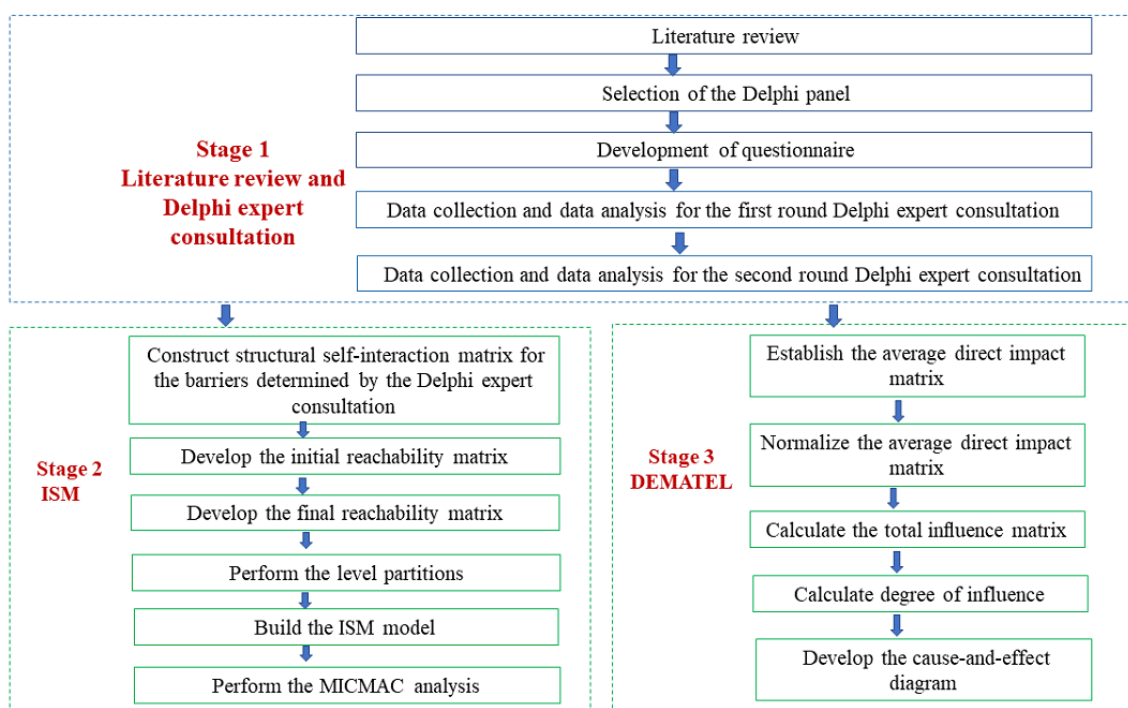 Stage 1
Literature review and
Delphi expert
consultation
Literature review
Selection of the Delphi panel
Development of questionnaire
Data collection and data analysis for the first round Delphi expert consultation
Data collection and data analysis for the second round Delphi expert consultation
Stage 2
ISM
Construct structural self-interaction matrix for
the barriers determined by the Delphi expert
consultation
Develop the initial reachability matrix
Develop the final reachability matrix
Perform the level partitions
Build the ISM model
Perform the MICMAC analysis
Stage 3
DEMATEL
Establish the average direct impact
matrix
Normalize the average direct impact
matrix
Calculate the total influence matrix
Calculate degree of influence
Develop the cause-and-effect
diagram